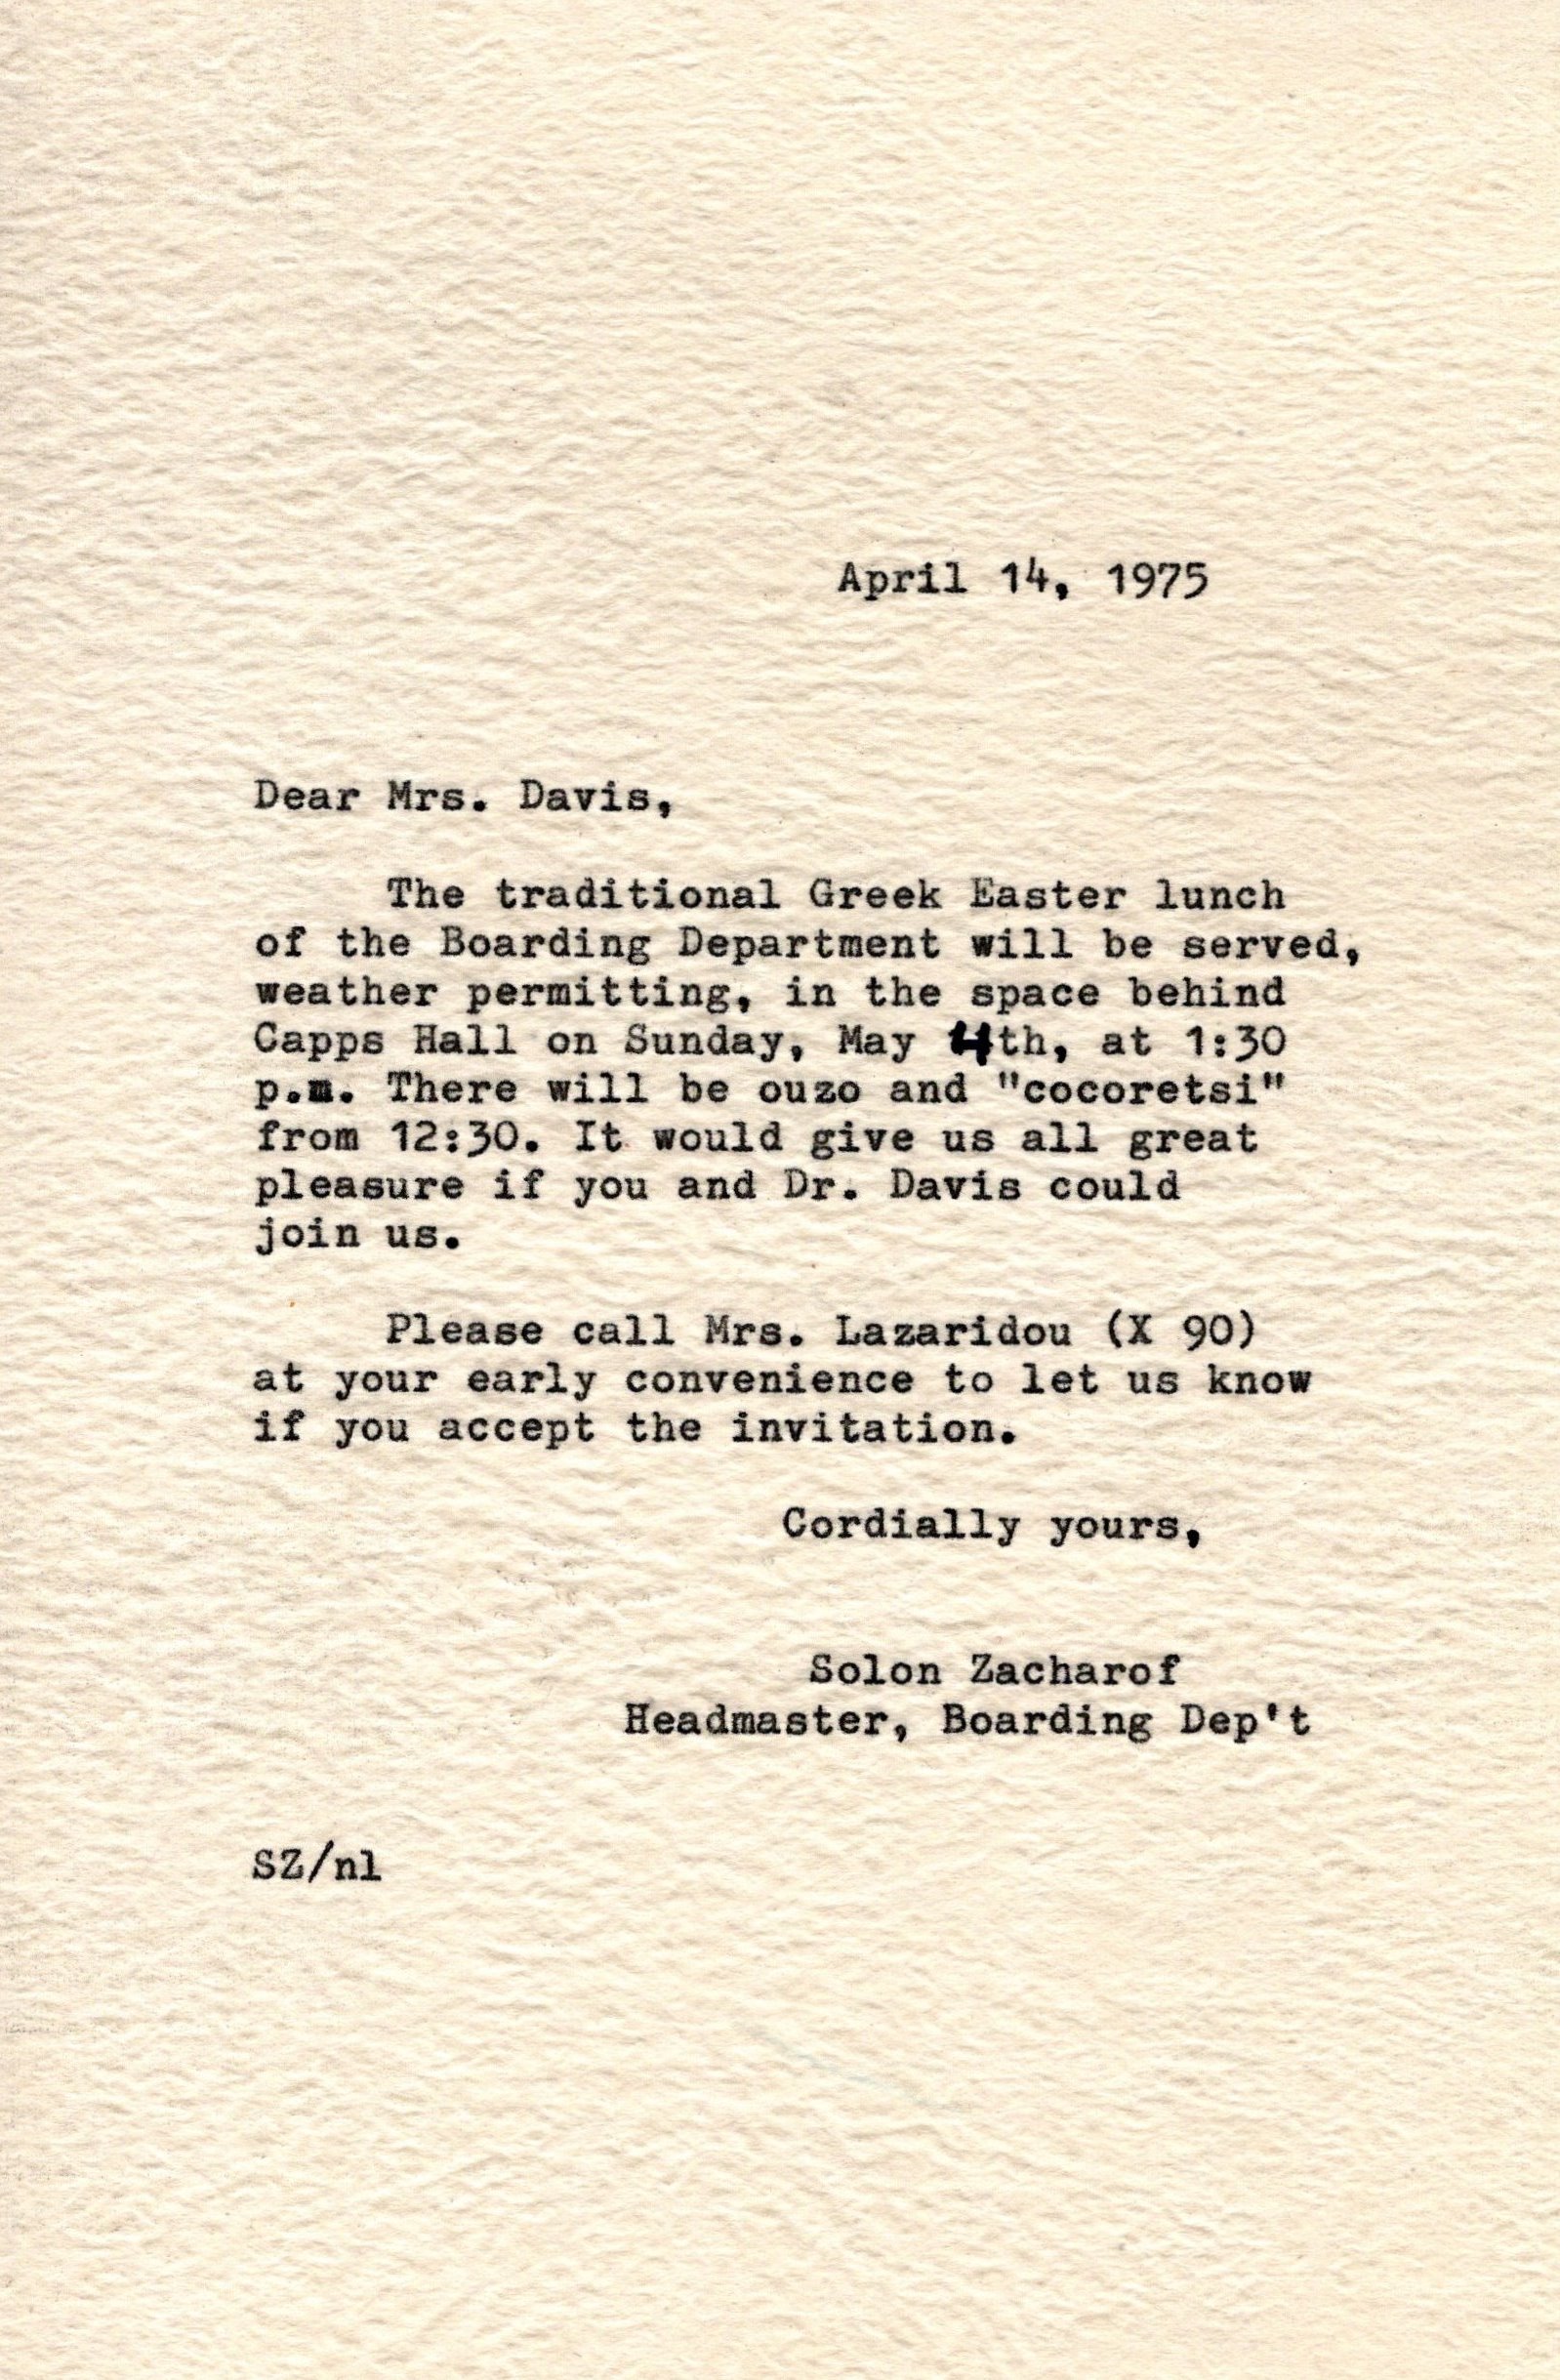 April 14, 1975
Dear Mrs. Davis,
The traditional Greek Easter lunch
of the Boarding Department will be served,
weather permitting, in the space behind
Capps Hall on Sunday, May 4th, at 1:30
p.m. There will be ouzo and "cocoretsi"
from 12:30. It would give us all great
pleasure if you and Dr. Davis could
join us.
Please call Mrs. Lazaridou (X 90)
at your early convenience to let us know
if you accept the invitation.
Cordially yours,
Solon Zacharof
Headmaster, Boarding Dep't
SZ/nl